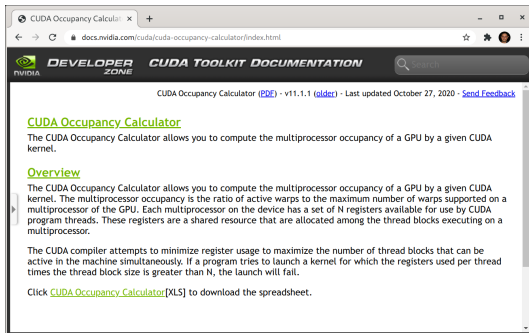 CUDA Occupancy Calculat
docs.nvidia.com/cuda/cuda-occupancy-calculator/index.html
NVIDIA
DEVELOPER
ZONE
CUDA TOOLKIT DOCUMENTATION
Search
CUDA Occupancy Calculator (PDF) - v11.1.1 (older) - Last updated October 27, 2020 - Send Feedback
CUDA Occupancy Calculator
The CUDA Occupancy Calculator allows you to compute the multiprocessor occupancy of a GPU by a given CUDA
kernel.
Overview
The CUDA Occupancy Calculator allows you to compute the multiprocessor occupancy of a GPU by a given CUDA
kernel. The multiprocessor occupancy is the ratio of active warps to the maximum number of warps supported on a
multiprocessor of the GPU. Each multiprocessor on the device has a set of N registers available for use by CUDA
program threads. These registers are a shared resource that are allocated among the thread blocks executing on a
multiprocessor.
The CUDA compiler attempts to minimize register usage to maximize the number of thread blocks that can be
active in the machine simultaneously. If a program tries to launch a kernel for which the registers used per thread
times the thread block size is greater than N, the launch will fail.
Click CUDA Occupancy Calculator[XLS] to download the spreadsheet.